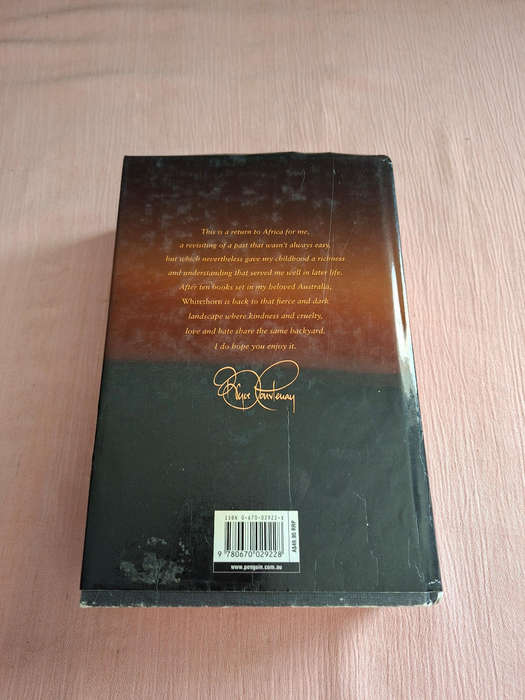 This is a return to Africa for me,
a revisiting of a past that wasn't always easy,
but which nevertheless gave my childhood a richness
and understanding that served me well in later life.
After ten books set in my beloved Australia,
Whitethorn is back to that fierce and dark
landscape where kindness and cruelty,
love and hate share the same backyard.
I do hope you enjoy it.
Bryce Courtenay
ISBN 0-670-02922-1
9 780670 029228
A$49.95 RRP
www.penguin.com.au